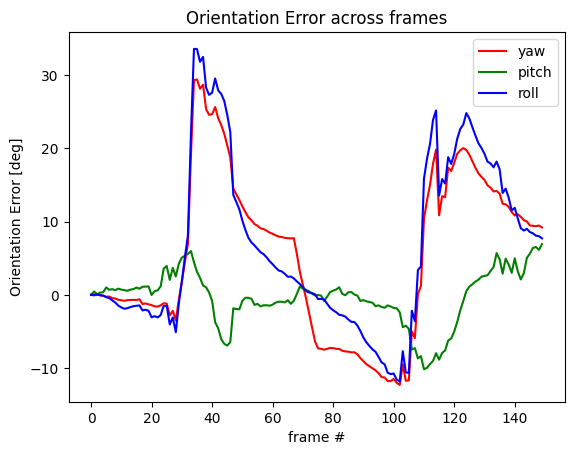 Orientation Error across frames
yaw
pitch
roll
Orientation Error [deg]
30
20
10
0
−10
0 20 40 60 80 100 120 140
frame #